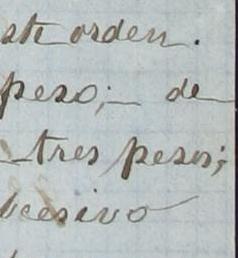 ste orden.
peso; — de
— tres pesos;
cesivo